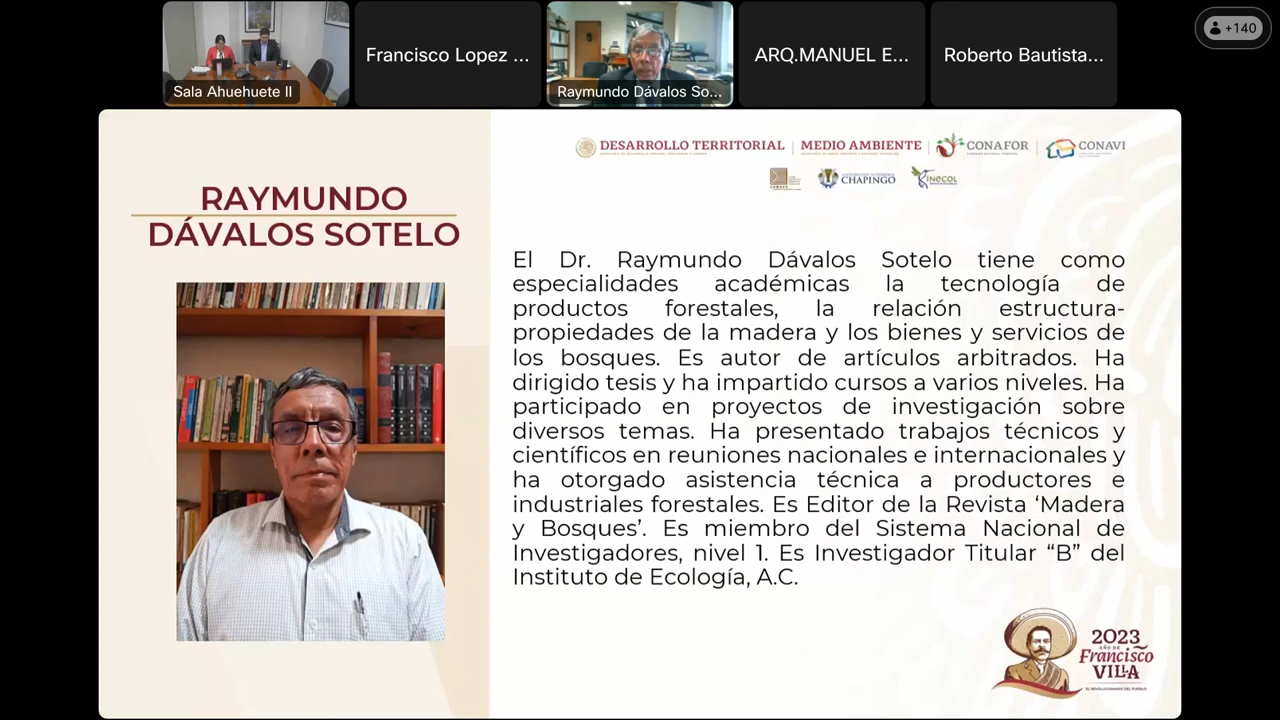 Sala Ahuehuete II
Francisco Lopez ...
Raymundo Dávalos So...
ARQ.MANUEL E...
Roberto Bautista...
+140
DESARROLLO TERRITORIAL
MEDIO AMBIENTE
CONAFOR
CONAVI
CHAPINGO
INECOL
RAYMUNDO
DÁVALOS SOTELO
El Dr. Raymundo Dávalos Sotelo tiene como
especialidades académicas la tecnología de
productos forestales, la relación estructura-
propiedades de la madera y los bienes y servicios de
los bosques. Es autor de artículos arbitrados. Ha
dirigido tesis y ha impartido cursos a varios niveles. Ha
participado en proyectos de investigación sobre
diversos temas. Ha presentado trabajos técnicos y
científicos en reuniones nacionales e internacionales y
ha otorgado asistencia técnica a productores e
industriales forestales. Es Editor de la Revista ‘Madera
y Bosques’. Es miembro del Sistema Nacional de
Investigadores, nivel 1. Es Investigador Titular “B” del
Instituto de Ecología, A.C.
2023
AÑO DE
Francisco
VILLA
EL REVOLUCIONARIO DEL PUEBLO